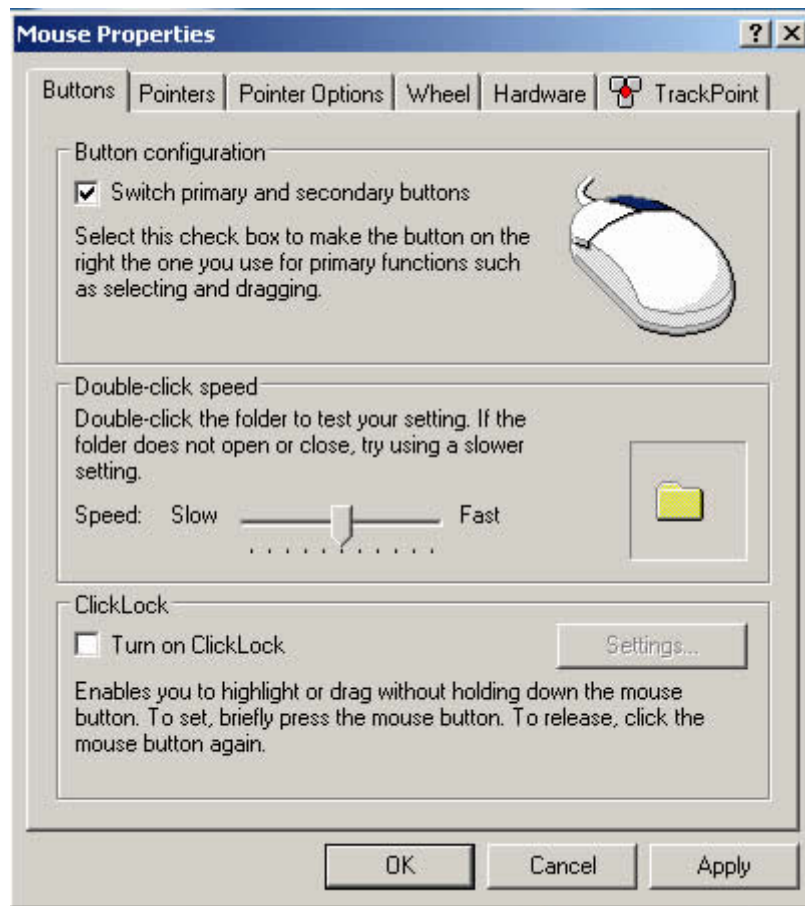 Mouse Properties
Buttons Pointers Pointer Options Wheel Hardware TrackPoint
Button configuration
Switch primary and secondary buttons
Select this check box to make the button on the
right the one you use for primary functions such
as selecting and dragging.
Double-click speed
Double-click the folder to test your setting. If the
folder does not open or close, try using a slower
setting.
Speed: Slow Fast
ClickLock
Turn on ClickLock Settings...
Enables you to highlight or drag without holding down the mouse
button. To set, briefly press the mouse button. To release, click the
mouse button again.
OK Cancel Apply